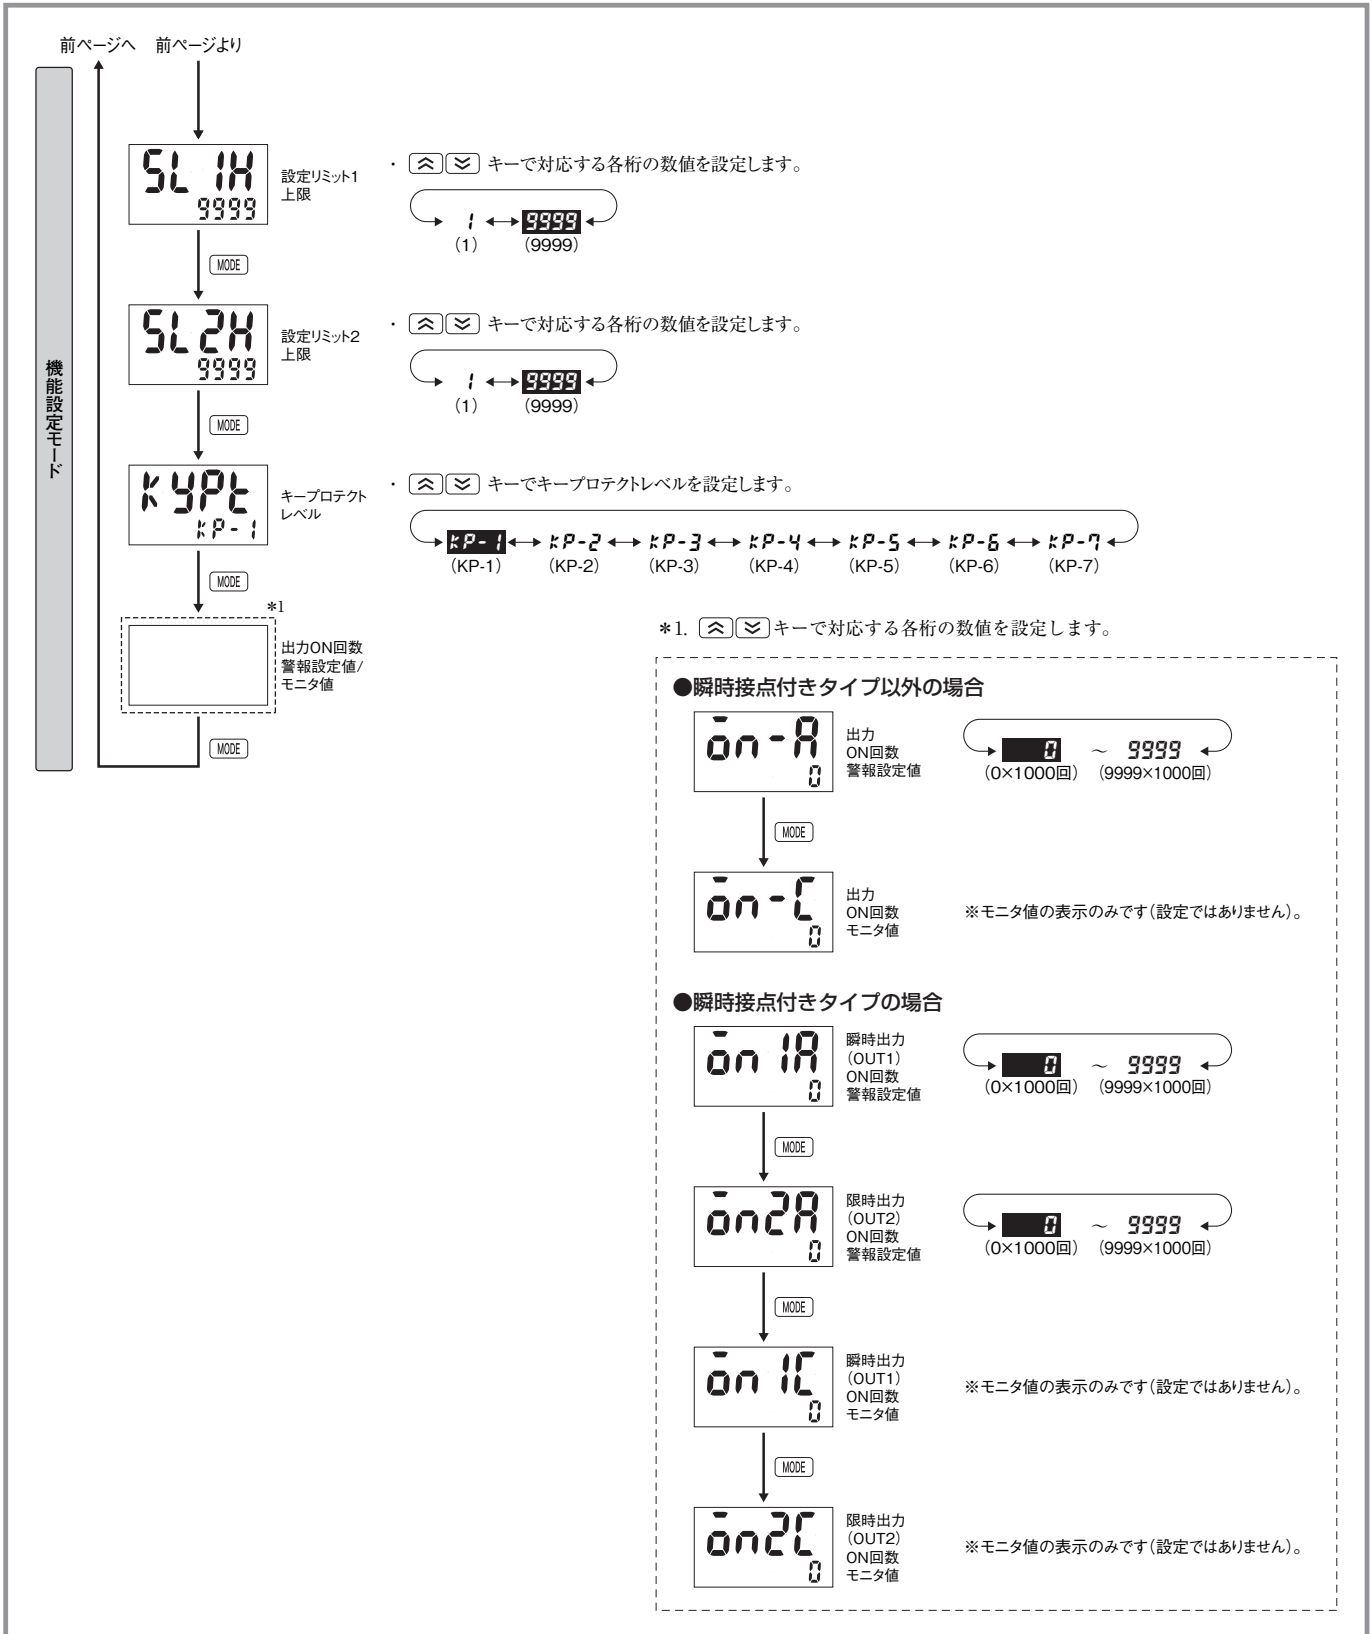 前ページへ 前ページより
機能設定モード
SL 1H
9999
設定リミット1
上限
・ キーで対応する各桁の数値を設定します。
1 9999
(1) (9999)
MODE
SL2H
9999
設定リミット2
上限
・ キーで対応する各桁の数値を設定します。
1 9999
(1) (9999)
MODE
KYPt
KP-1
キープロテクト
レベル
・ キーでキープロテクトレベルを設定します。
KP-1 KP-2 KP-3 KP-4 KP-5 KP-6 KP-7
(KP-1) (KP-2) (KP-3) (KP-4) (KP-5) (KP-6) (KP-7)
MODE
*1
出力ON回数
警報設定値/
モニタ値
MODE
*1. キーで対応する各桁の数値を設定します。
●瞬時接点付きタイプ以外の場合
on-A
0
出力
ON回数
警報設定値
0 ～ 9999
(0×1000回) (9999×1000回)
MODE
on-C
0
出力
ON回数
モニタ値
※モニタ値の表示のみです(設定ではありません)。
●瞬時接点付きタイプの場合
on 1A
0
瞬時出力
(OUT1)
ON回数
警報設定値
0 ～ 9999
(0×1000回) (9999×1000回)
MODE
on2A
0
限時出力
(OUT2)
ON回数
警報設定値
0 ～ 9999
(0×1000回) (9999×1000回)
MODE
on 1C
0
瞬時出力
(OUT1)
ON回数
モニタ値
※モニタ値の表示のみです(設定ではありません)。
MODE
on2C
0
限時出力
(OUT2)
ON回数
モニタ値
※モニタ値の表示のみです(設定ではありません)。